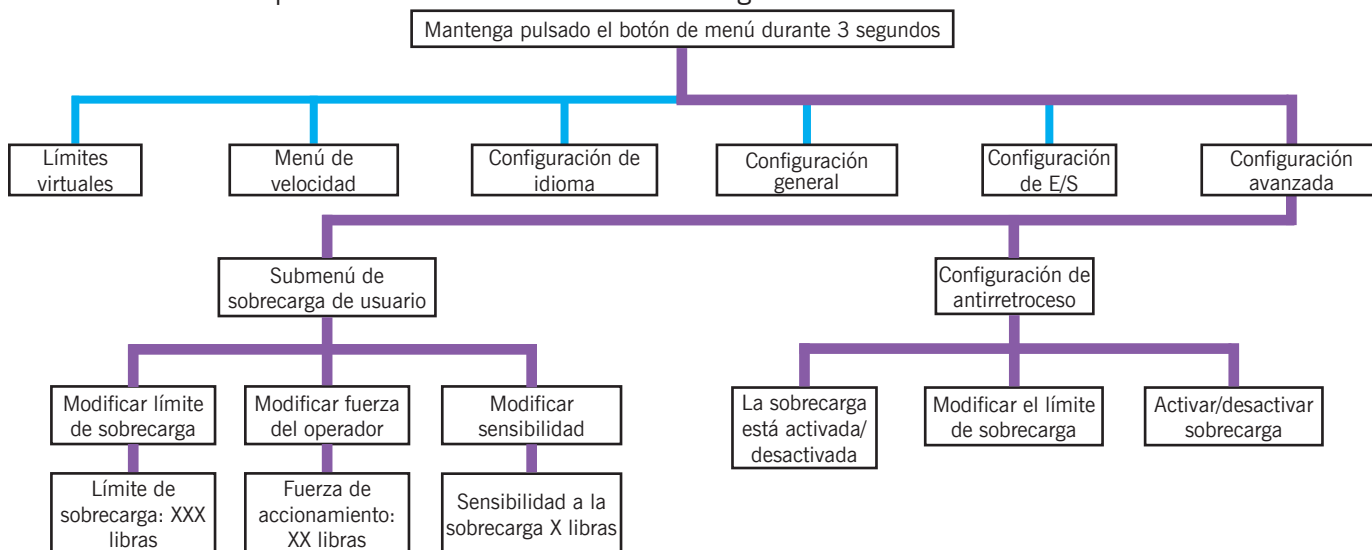 Mantenga pulsado el botón de menú durante 3 segundos
Límites
virtuales
Menú de
velocidad
Configuración de
idioma
Configuración
general
Configuración
de E/S
Configuración
avanzada
Submenú de
sobrecarga de usuario
Configuración de
antirretroceso
Modificar límite
de sobrecarga
Modificar fuerza
del operador
Modificar
sensibilidad
La sobrecarga
está activada/
desactivada
Modificar el límite
de sobrecarga
Activar/desactivar
sobrecarga
Límite de
sobrecarga: XXX
libras
Fuerza de
accionamiento:
XX libras
Sensibilidad a la
sobrecarga X libras